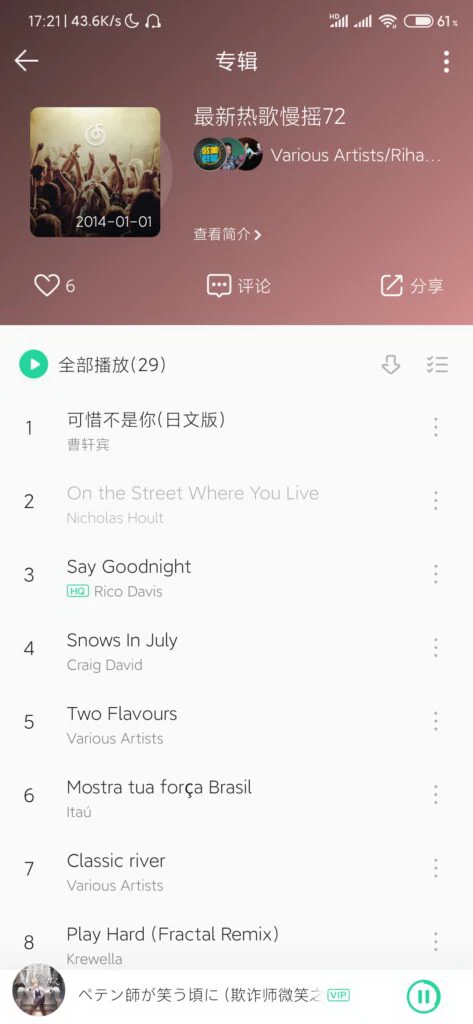 17:21 | 43.6K/s
HD
61%
专辑
最新热歌慢摇72
Various Artists/Riha...
2014-01-01
查看简介
6
评论
分享
全部播放(29)
1
可惜不是你(日文版)
曹轩宾
2
On the Street Where You Live
Nicholas Hoult
3
Say Goodnight
HQ Rico Davis
4
Snows In July
Craig David
5
Two Flavours
Various Artists
6
Mostra tua força Brasil
Itaú
7
Classic river
Various Artists
8
Play Hard (Fractal Remix)
Krewella
ペテン師が笑う頃に (欺诈师微笑之 VIP